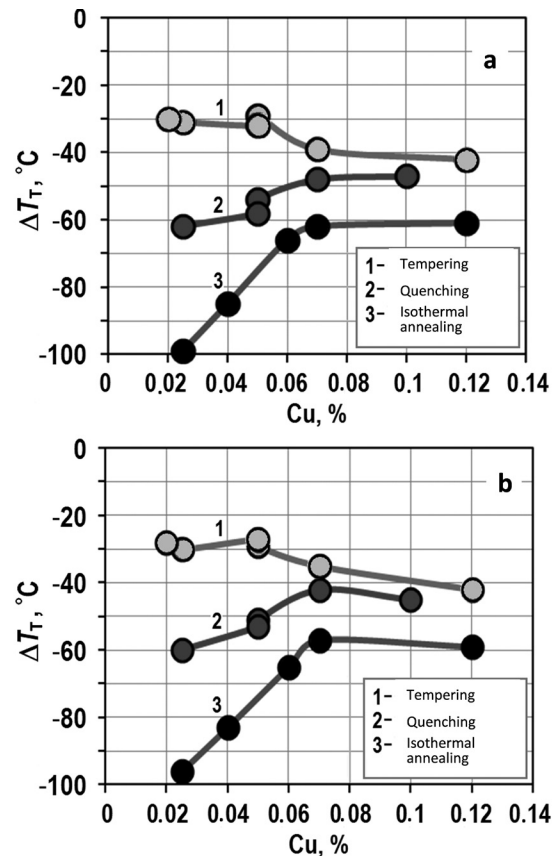 0
a
-20
1
-40
2
-60
3
-80
-100
ΔTT, °C
1– Tempering
2– Quenching
3– Isothermal
annealing
0 0.02 0.04 0.06 0.08 0.1 0.12 0.14
Cu, %
0
b
-20
1
-40
2
-60
3
-80
-100
ΔTT, °C
1– Tempering
2– Quenching
3– Isothermal
annealing
0 0.02 0.04 0.06 0.08 0.10 0.12 0.14
Cu, %